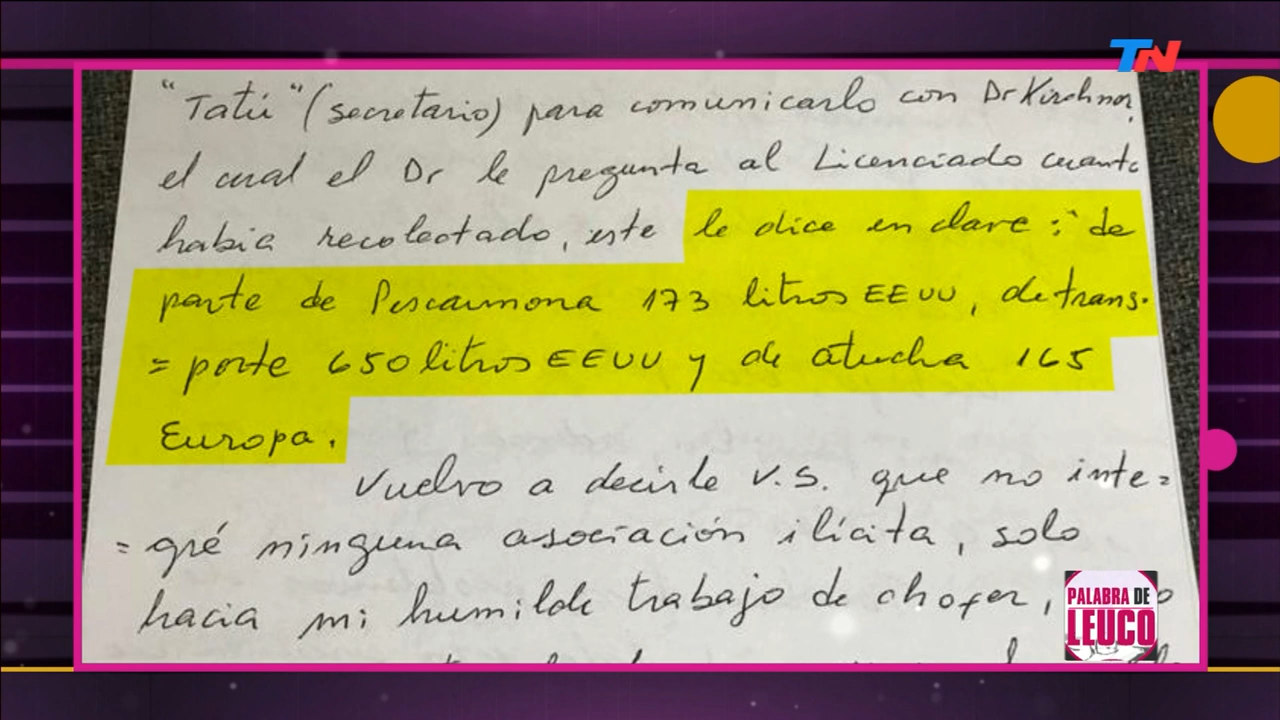 TN
"Tatú" (secretario) para comunicarlo con Dr Kirchner,
el cual el Dr le pregunta al Licenciado cuanto
habia recolectado, este le dice en clave: "de
parte de Pescarmona 173 litros EEUU, de trans.
= porte 650 litros EEUU y de atucha 165
Europa.
Vuelvo a decirle V.S. que no inte=
= gré ninguna asociación ilícita, solo
hacia mi humilde trabajo de chofer,
PALABRA DE
LEUCO